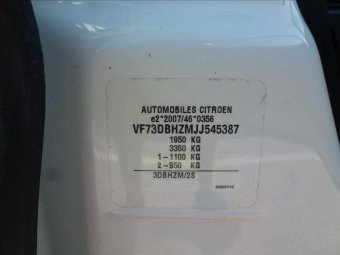 AUTOMOBILES CITROEN
e2*2007/46*0356
VF73DBHZMJJ545387
1950 KG
3350 KG
1-1100 KG
2-950 KG
3DBHZM/2S